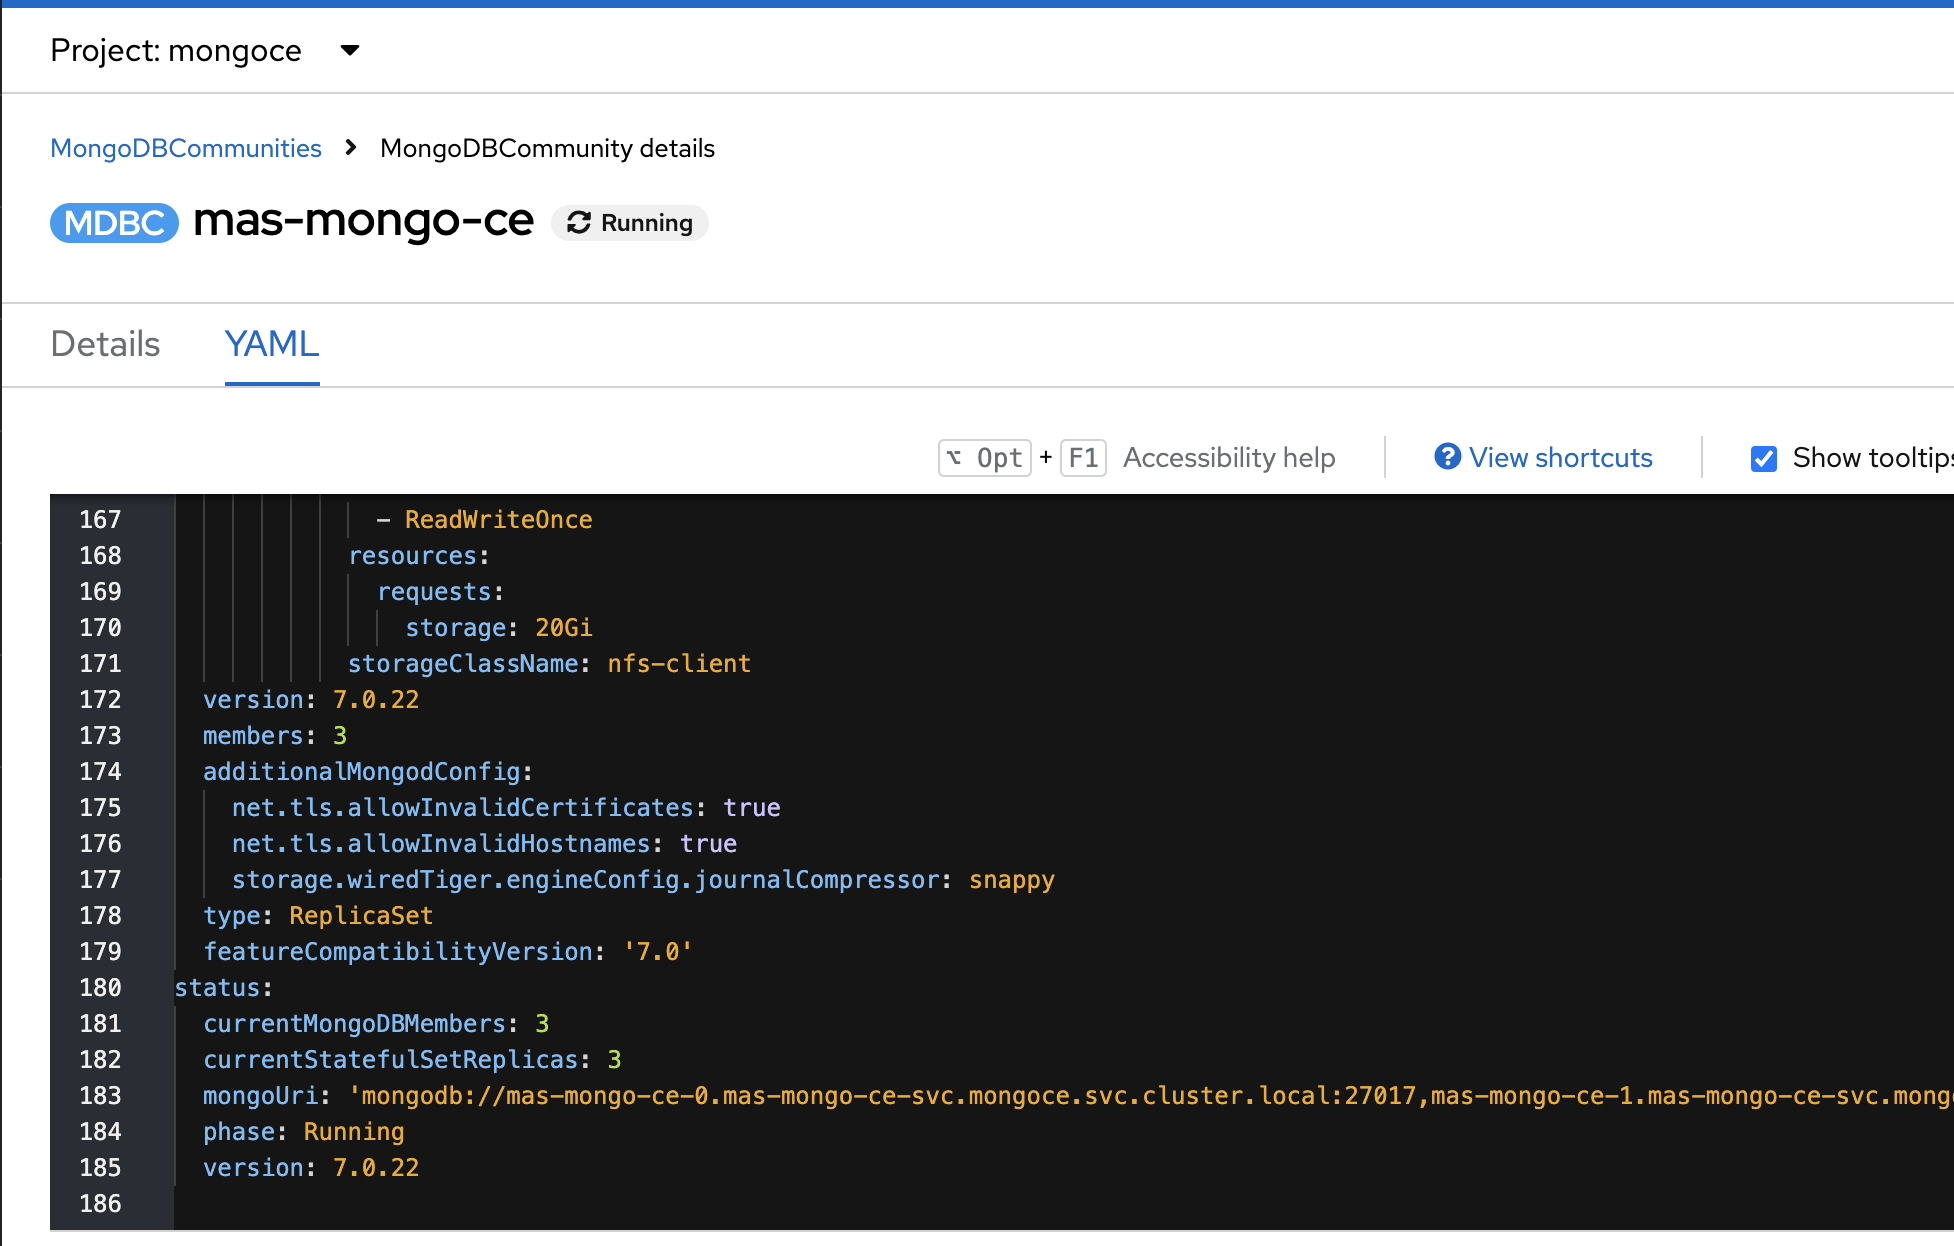 Project: mongoce
MongoDBCommunities > MongoDBCommunity details
MDBC mas-mongo-ce Running
Details YAML
⌥ Opt + F1 Accessibility help View shortcuts Show tooltips
167 - ReadWriteOnce
168 resources:
169 requests:
170 storage: 20Gi
171 storageClassName: nfs-client
172 version: 7.0.22
173 members: 3
174 additionalMongodConfig:
175 net.tls.allowInvalidCertificates: true
176 net.tls.allowInvalidHostnames: true
177 storage.wiredTiger.engineConfig.journalCompressor: snappy
178 type: ReplicaSet
179 featureCompatibilityVersion: '7.0'
180 status:
181 currentMongoDBMembers: 3
182 currentStatefulSetReplicas: 3
183 mongoUri: 'mongodb://mas-mongo-ce-0.mas-mongo-ce-svc.mongoce.svc.cluster.local:27017,mas-mongo-ce-1.mas-mongo-ce-svc.mong
184 phase: Running
185 version: 7.0.22
186